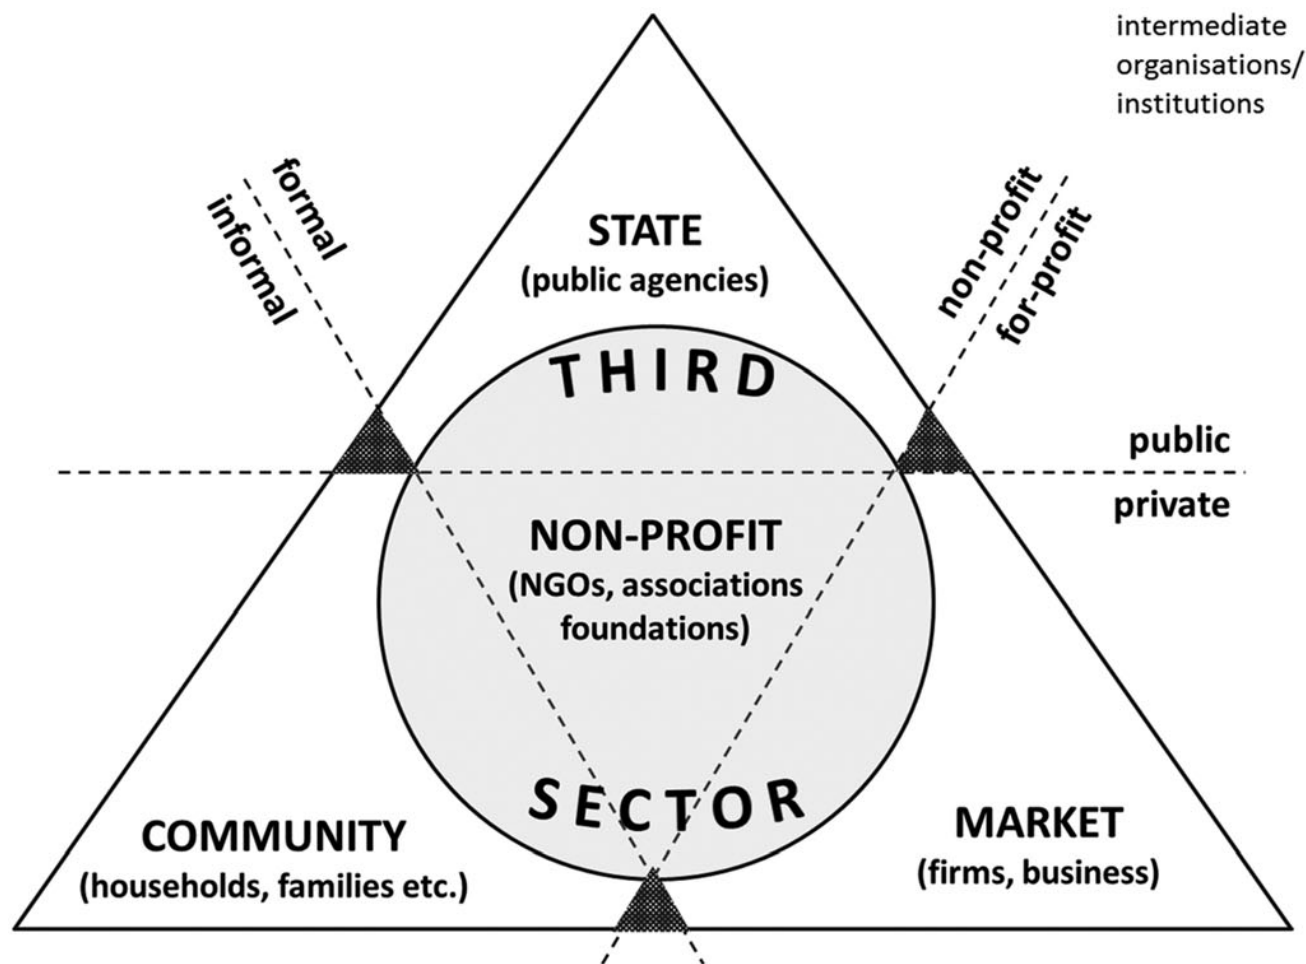 intermediate
organisations/
institutions
formal
informal
non-profit
for-profit
STATE
(public agencies)
THIRD
public
private
NON-PROFIT
(NGOs, associations
foundations)
SECTOR
COMMUNITY
(households, families etc.)
MARKET
(firms, business)